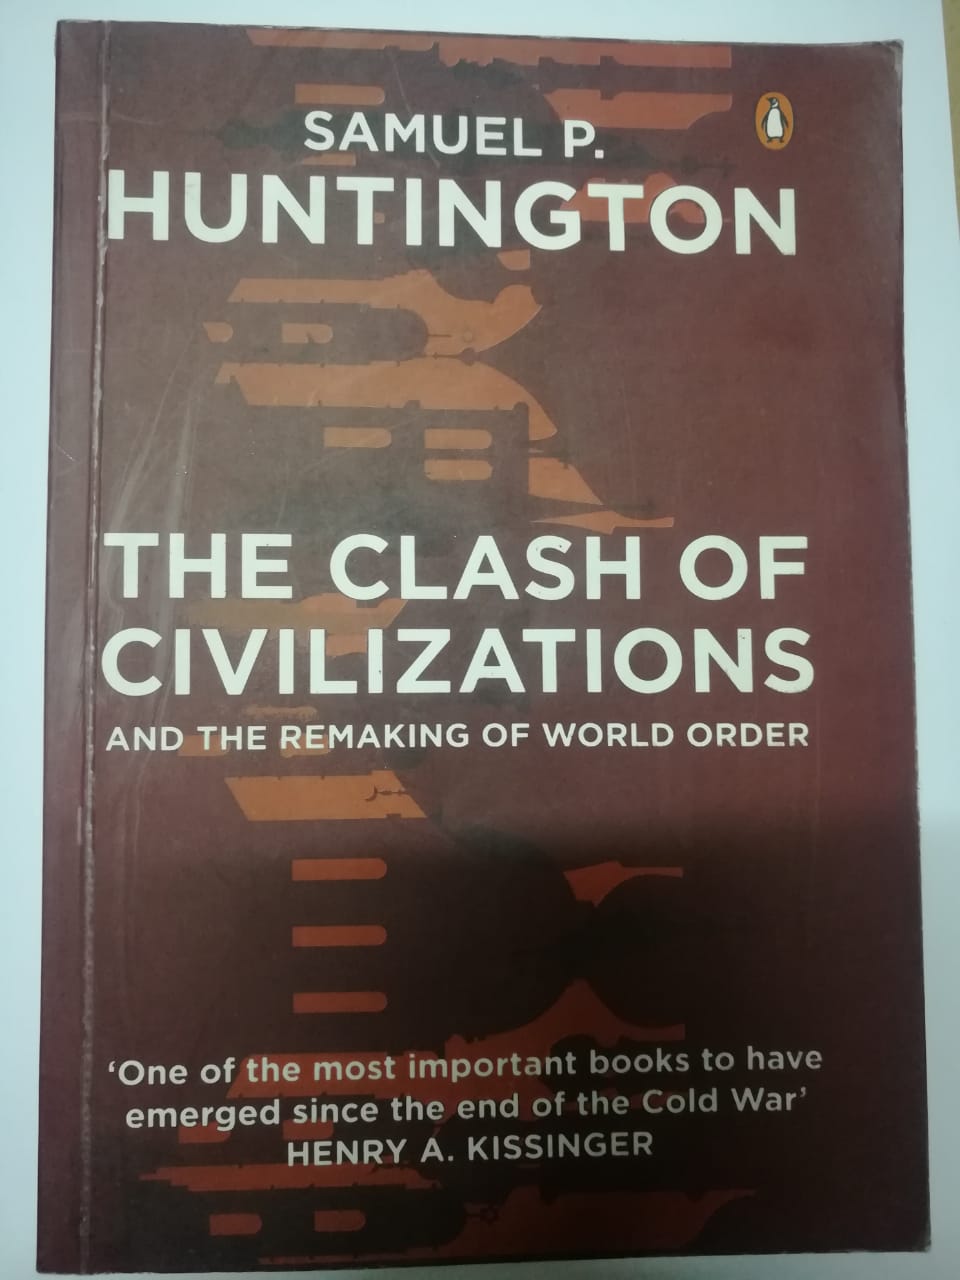 SAMUEL P.
HUNTINGTON
THE CLASH OF
CIVILIZATIONS
AND THE REMAKING OF WORLD ORDER
‘One of the most important books to have
emerged since the end of the Cold War’
HENRY A. KISSINGER